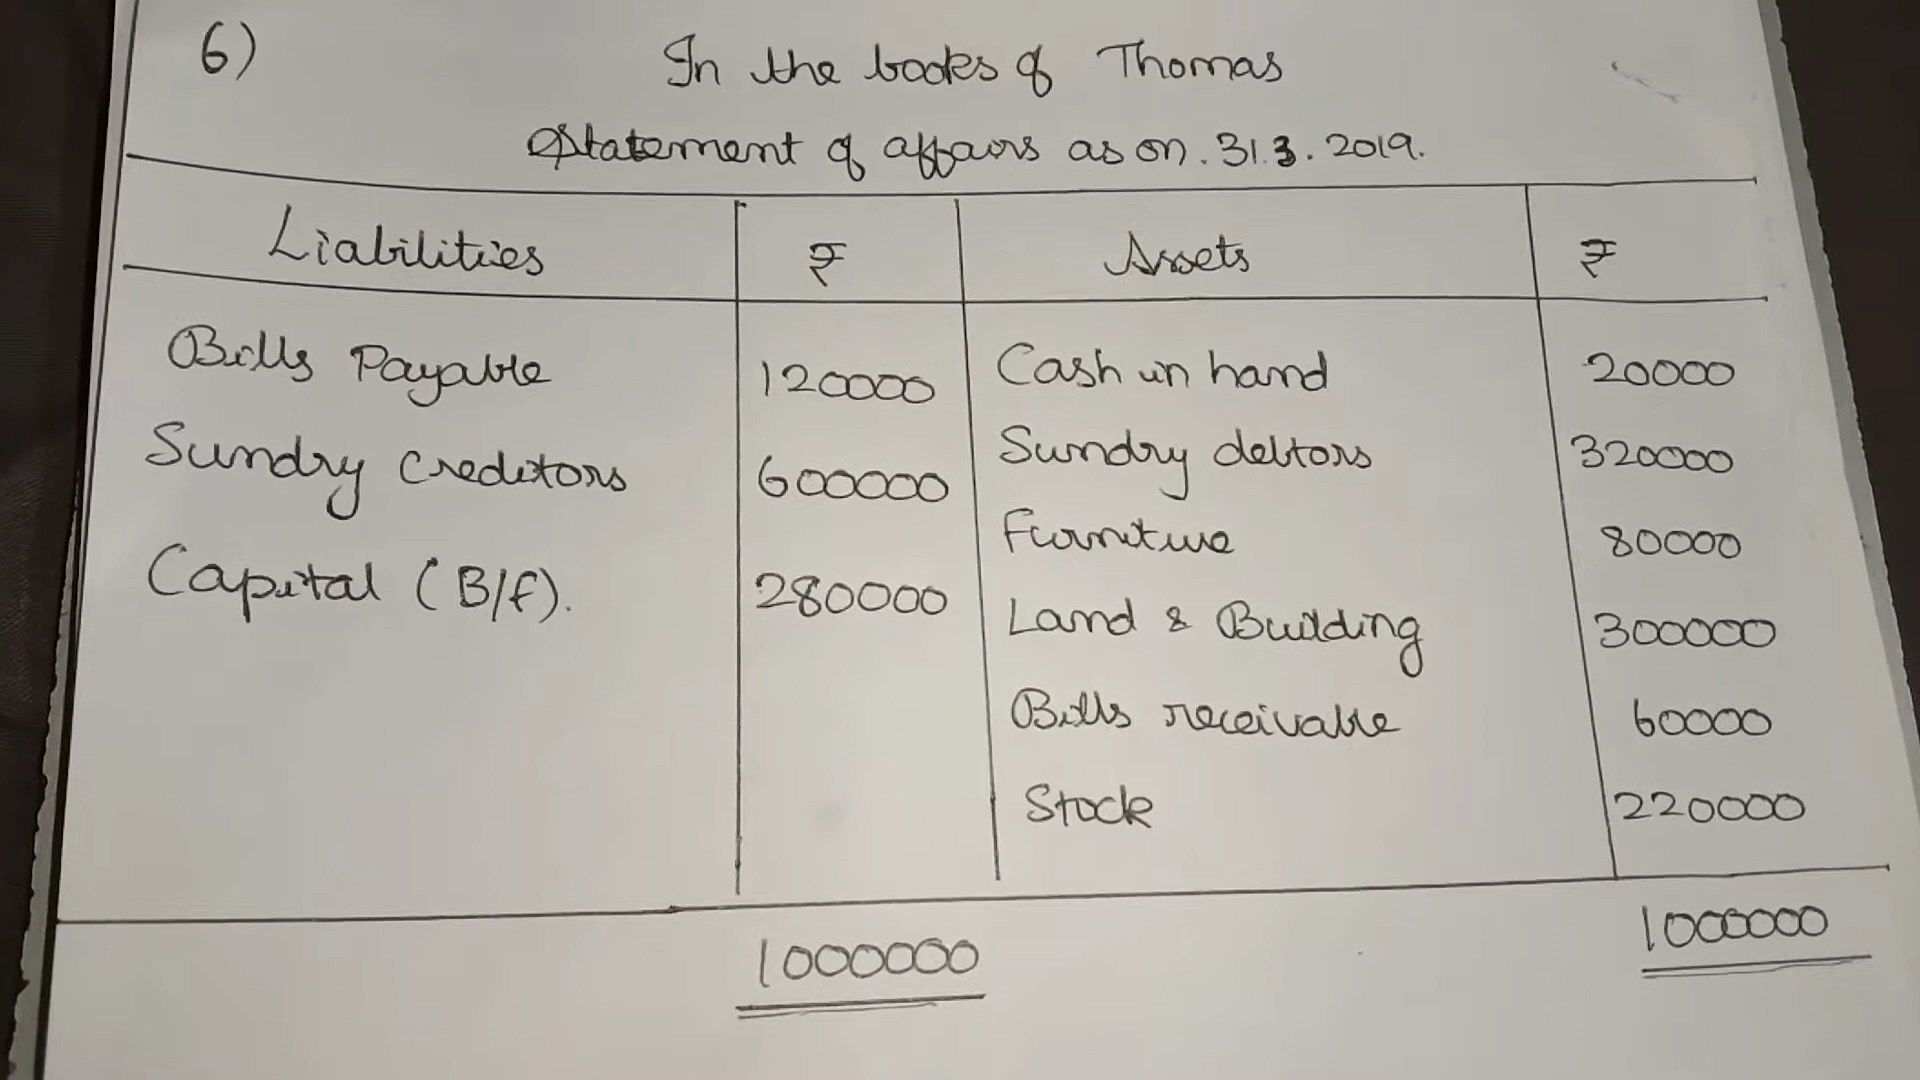 6)
In the books of Thomas
Statement of affairs as on. 31.3.2019.
Liabilities ₹ Assets ₹
Bills Payable 120000 Cash in hand 20000
Sundry creditors 600000 Sundry debtors 320000
Furniture 80000
Capital (B/f). 280000 Land & Building 300000
Bills receivable 60000
Stock 220000
1000000 1000000